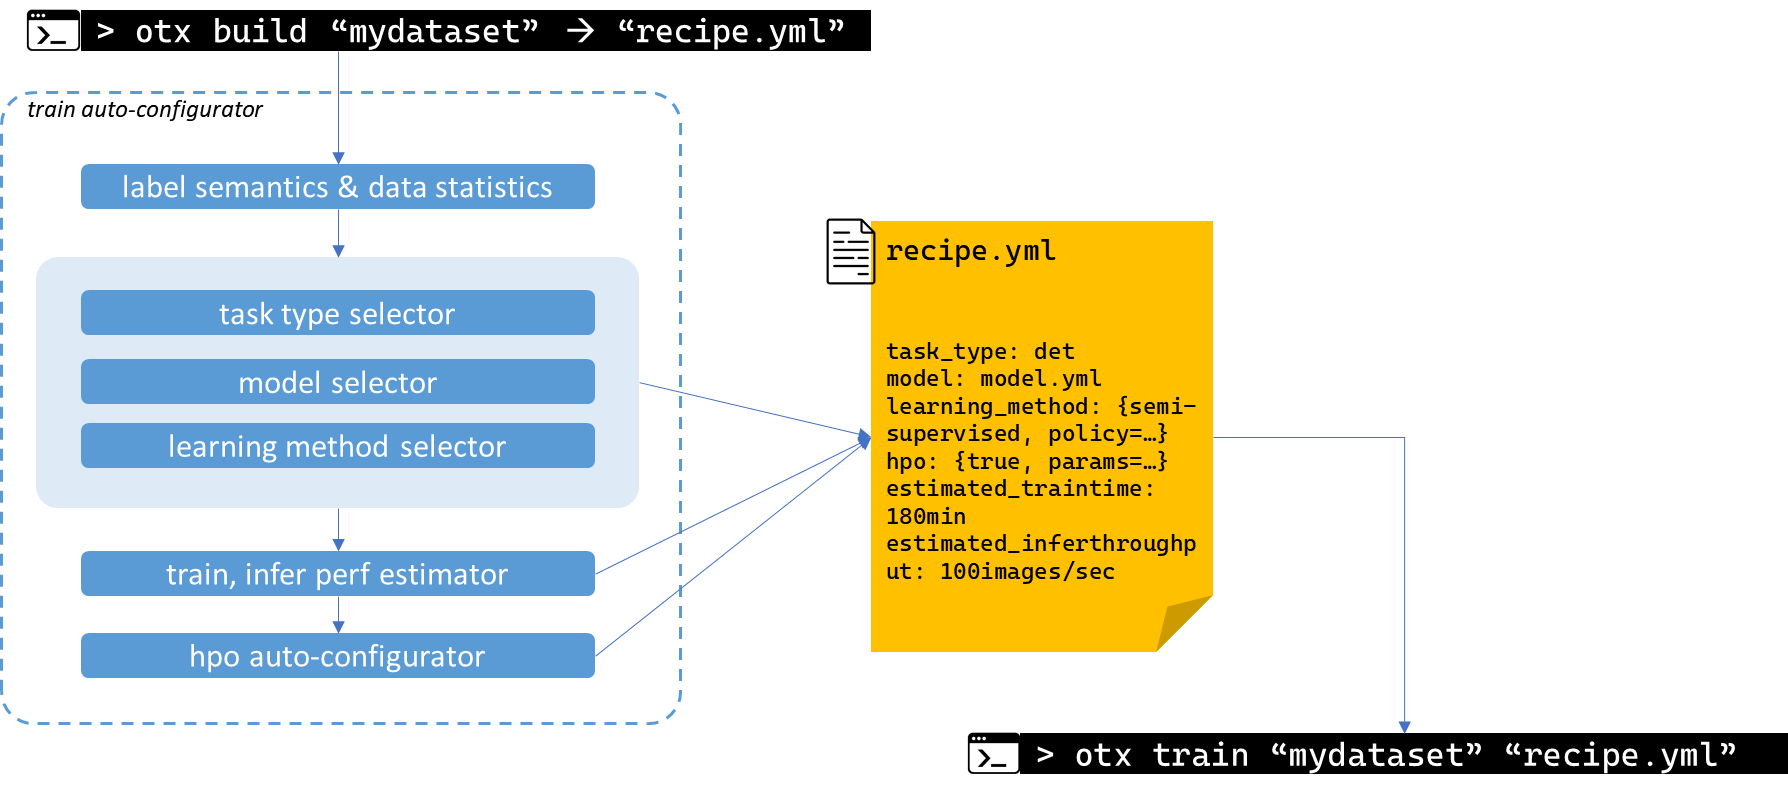 > otx build “mydataset” → “recipe.yml”
train auto-configurator
label semantics & data statistics
task type selector
model selector
learning method selector
train, infer perf estimator
hpo auto-configurator
recipe.yml
task_type: det
model: model.yml
learning_method: {semi-
supervised, policy=…}
hpo: {true, params=…}
estimated_traintime:
180min
estimated_inferthroughp
ut: 100images/sec
> otx train “mydataset” “recipe.yml”